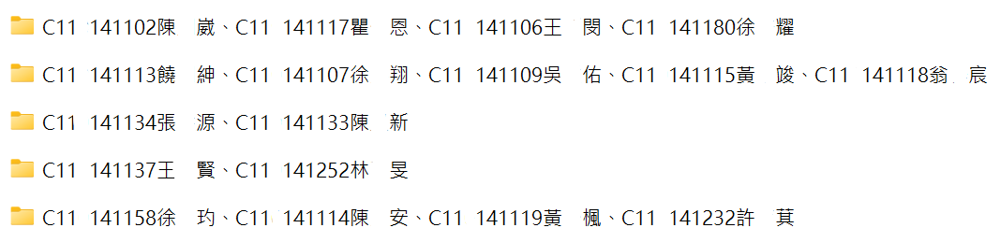 C11 141102陳 崴、C11 141117瞿 恩、C11 141106王 閔、C11 141180徐 耀
C11 141113饒 紳、C11 141107徐 翔、C11 141109吳 佑、C11 141115黃 竣、C11 141118翁 宸
C11 141134張 源、C11 141133陳 新
C11 141137王 賢、C11 141252林 旻
C11 141158徐 玓、C11 141114陳 安、C11 141119黃 楓、C11 141232許 萁